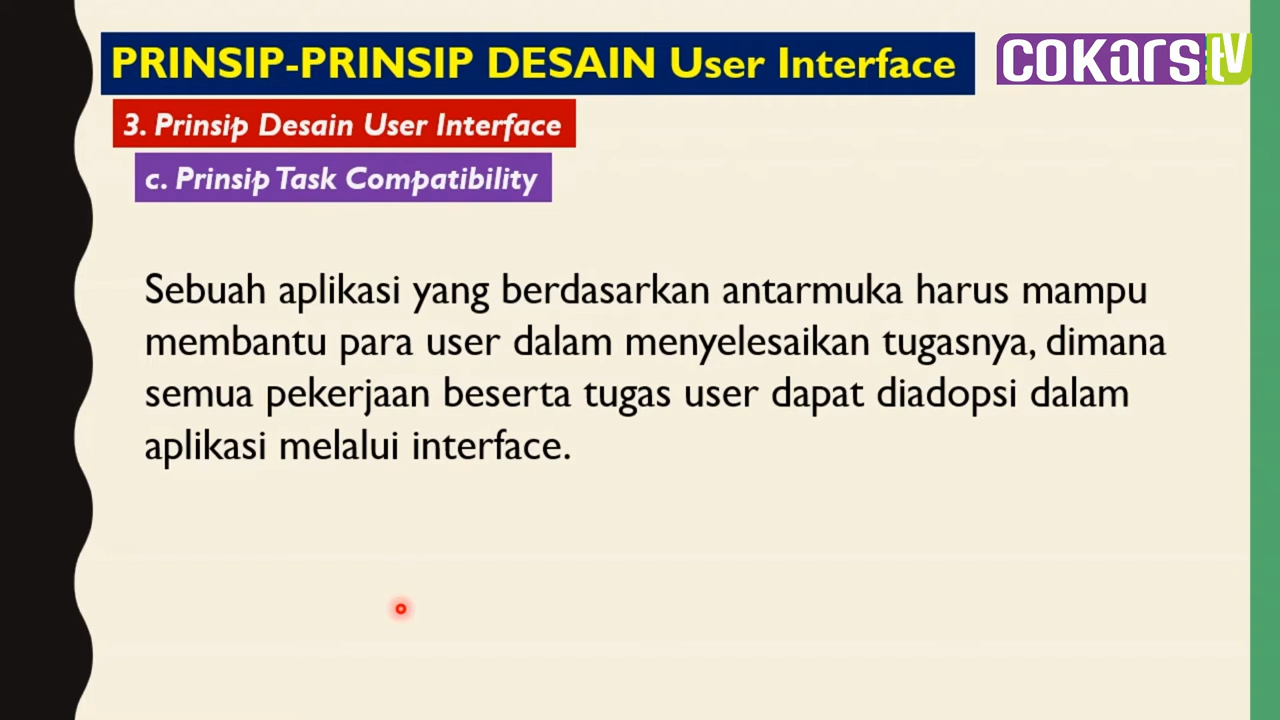 PRINSIP-PRINSIP DESAIN User Interface
cokarstv
3. Prinsip Desain User Interface
c. Prinsip Task Compatibility
Sebuah aplikasi yang berdasarkan antarmuka harus mampu
membantu para user dalam menyelesaikan tugasnya, dimana
semua pekerjaan beserta tugas user dapat diadopsi dalam
aplikasi melalui interface.